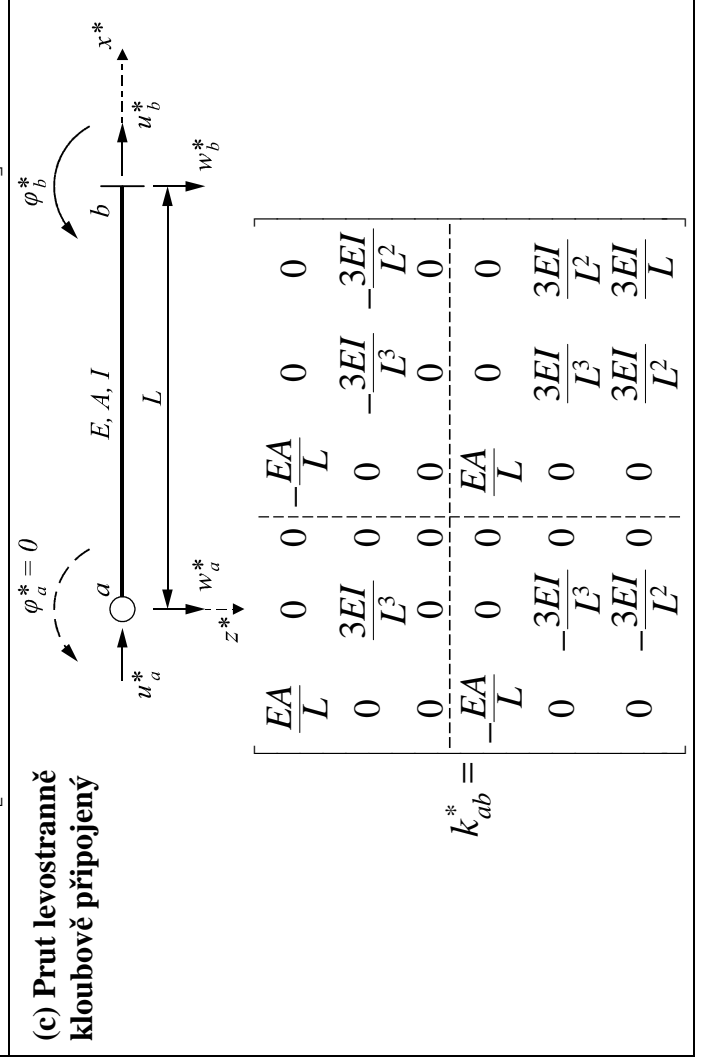 (c) Prut levostranně
kloubově připojený
φ*a = 0
φ*b
a
E, A, I
b
x*
u*a
u*b
L
w*a
w*b
z*
k*ab =
EA/L 0 0 −EA/L 0 0
0 3EI/L³ 0 0 −3EI/L³ −3EI/L²
0 0 0 0 0 0
−EA/L 0 0 EA/L 0 0
0 −3EI/L³ 0 0 3EI/L³ 3EI/L²
0 −3EI/L² 0 0 3EI/L² 3EI/L